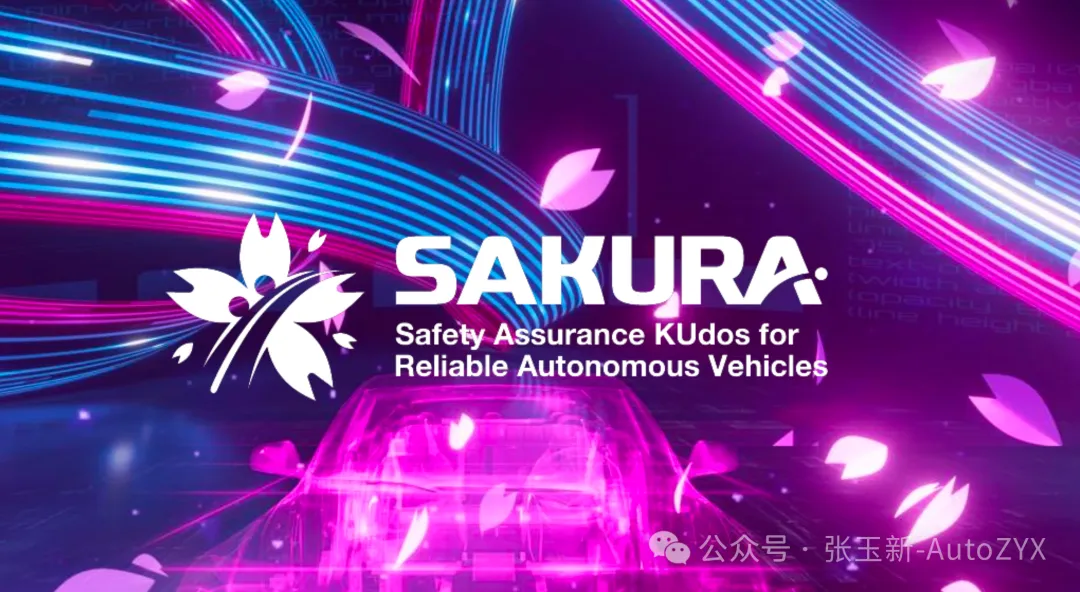 SAKURA
Safety Assurance KUdos for
Reliable Autonomous Vehicles
公众号 · 张玉新-AutoZYX